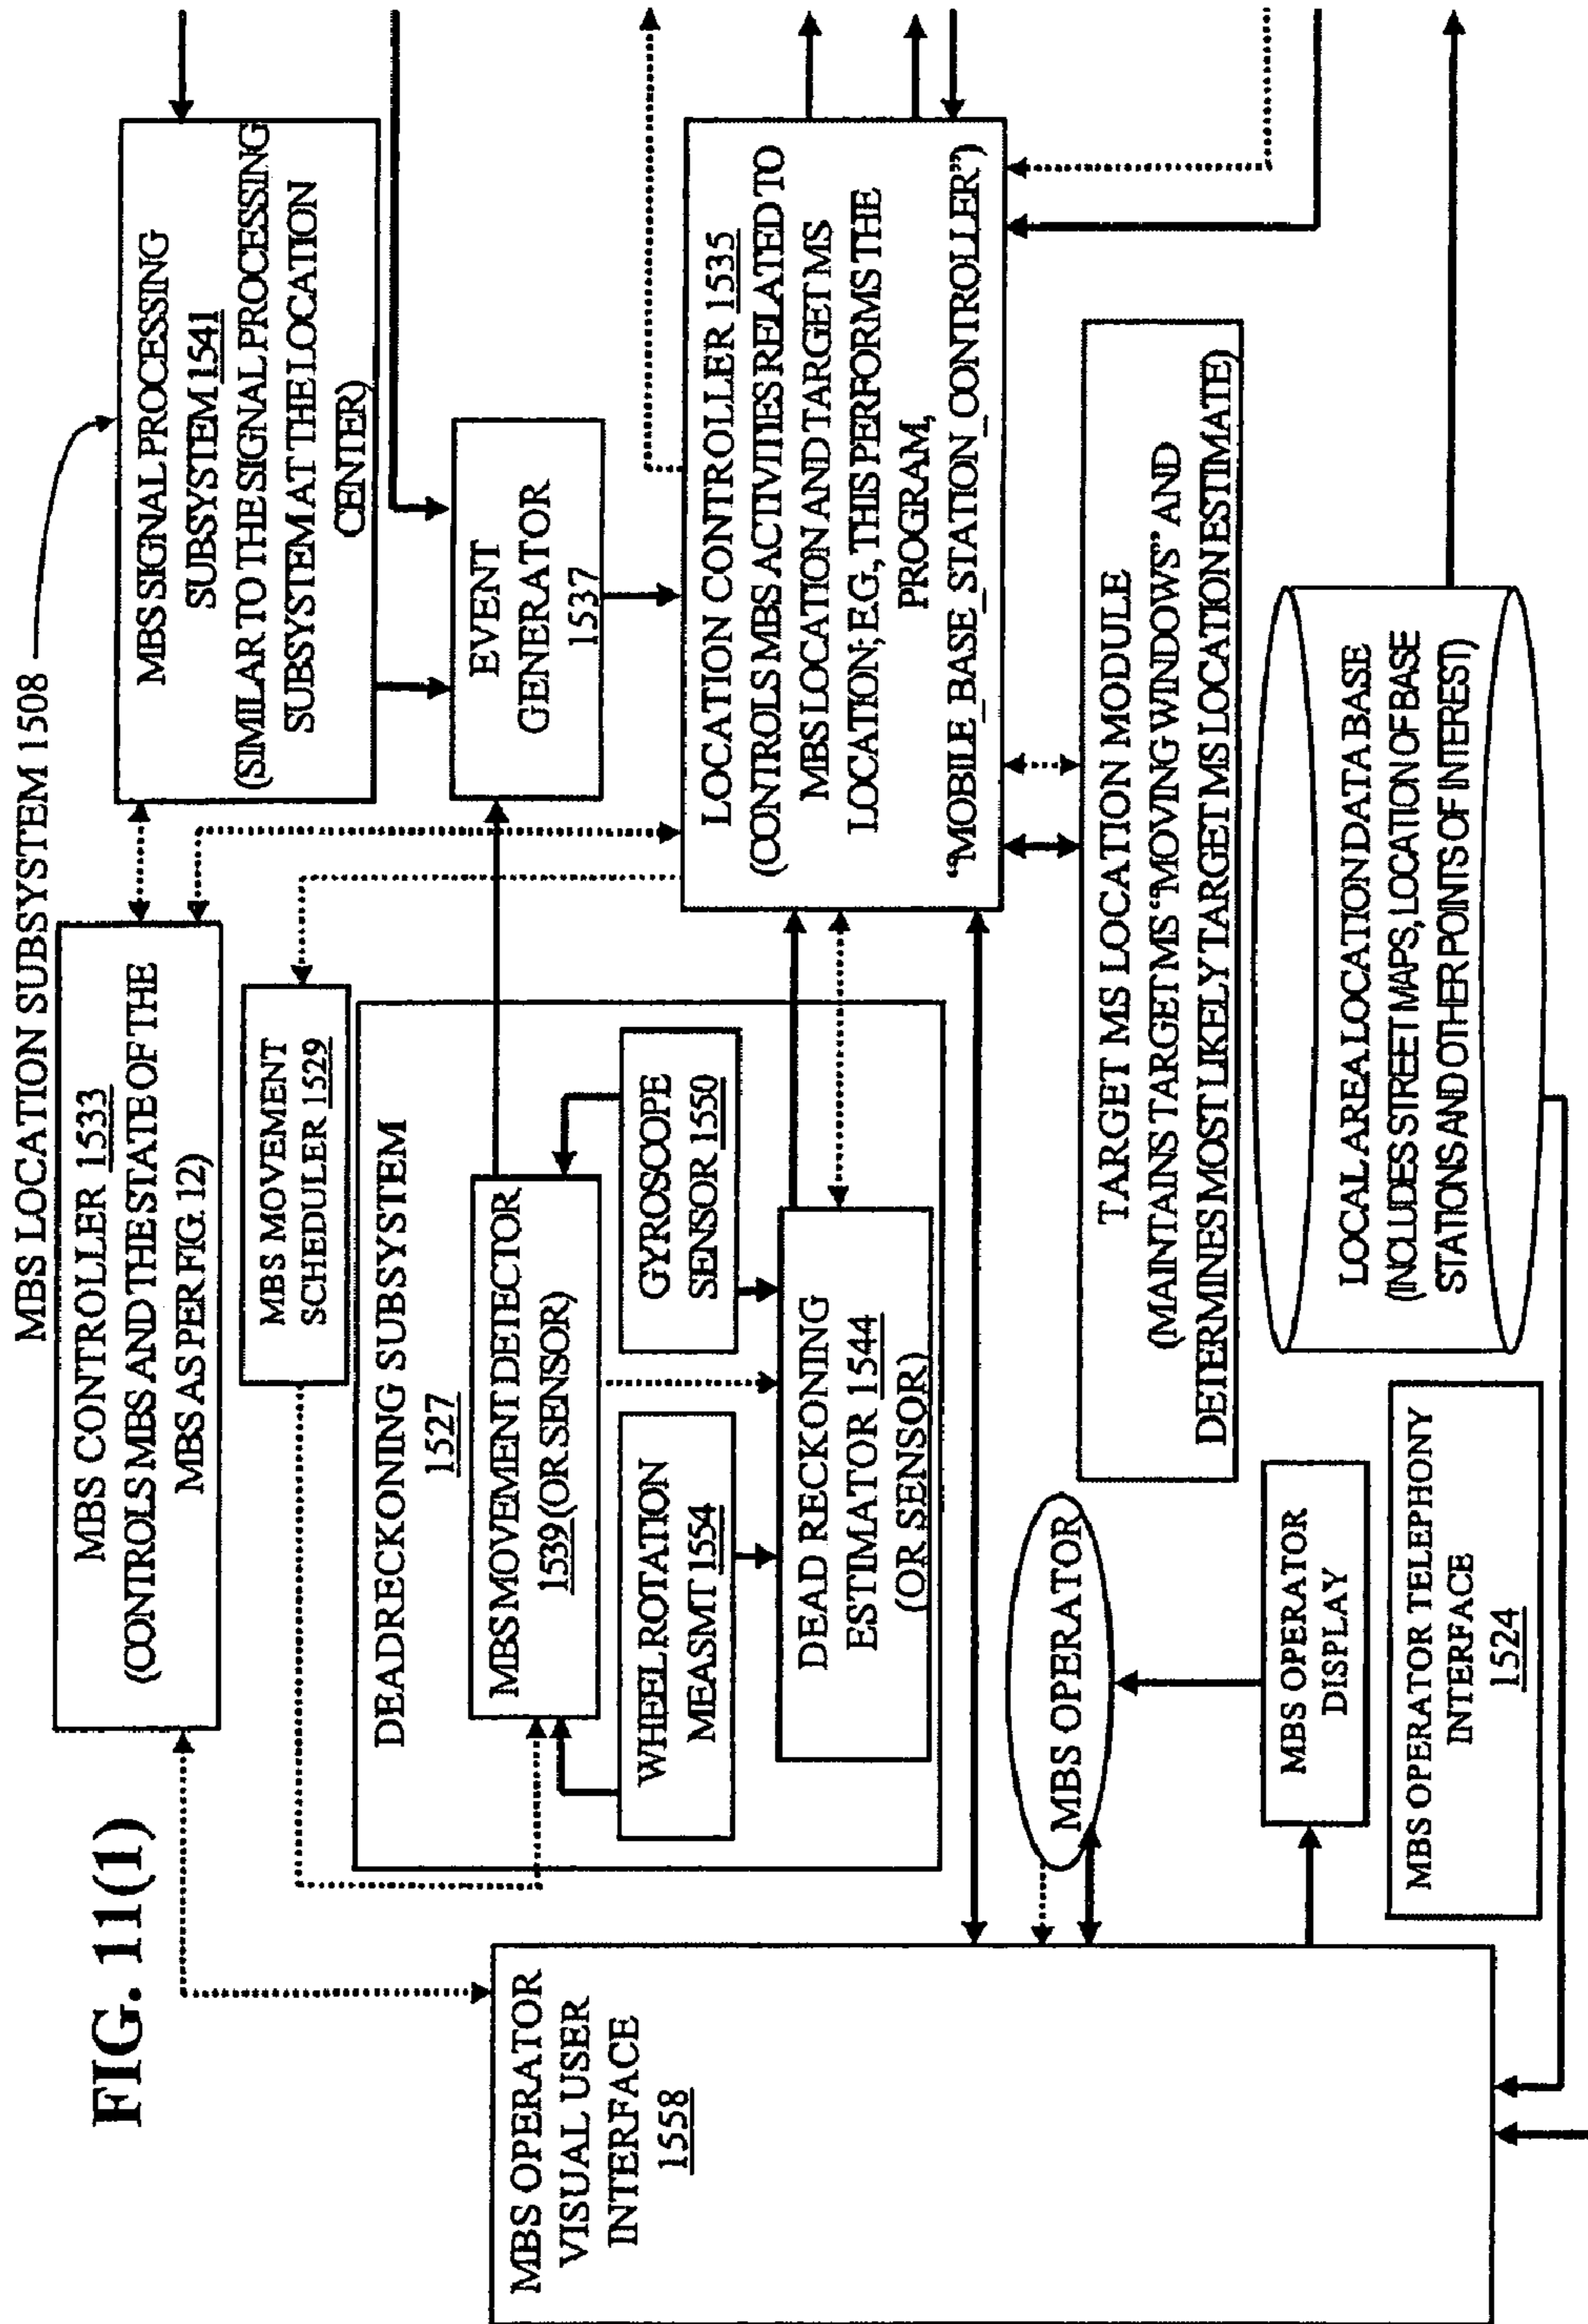 FIG. 11(1)
MBS LOCATION SUBSYSTEM 1508
MBS CONTROLLER 1533
(CONTROLS MBS AND THE STATE OF THE
MBS AS PER FIG. 12)
MBS SIGNAL PROCESSING
SUBSYSTEM 1541
(SIMILAR TO THE SIGNAL PROCESSING
SUBSYSTEM AT THE LOCATION
CENTER)
MBS MOVEMENT
SCHEDULER 1529
DEADRECKONING SUBSYSTEM
1527
MBS MOVEMENT DETECTOR
1539 (OR SENSOR)
WHEEL ROTATION
MEASMT 1554
GYROSCOPE
SENSOR 1550
DEAD RECKONING
ESTIMATOR 1544
(OR SENSOR)
EVENT
GENERATOR
1537
LOCATION CONTROLLER 1535
(CONTROLS MBS ACTIVITIES RELATED TO
MBS LOCATION AND TARGET MS
LOCATION; E.G., THIS PERFORMS THE
PROGRAM,
“MOBILE_BASE_STATION_CONTROLLER”)
MBS OPERATOR
VISUAL USER
INTERFACE
1558
MBS OPERATOR
TARGET MS LOCATION MODULE
(MAINTAINS TARGET MS “MOVING WINDOWS” AND
DETERMINES MOST LIKELY TARGET MS LOCATION ESTIMATE)
MBS OPERATOR
DISPLAY
LOCAL AREA LOCATION DATA BASE
(INCLUDES STREET MAPS, LOCATION OF BASE
STATIONS AND OTHER POINTS OF INTEREST)
MBS OPERATOR TELEPHONY
INTERFACE
1524